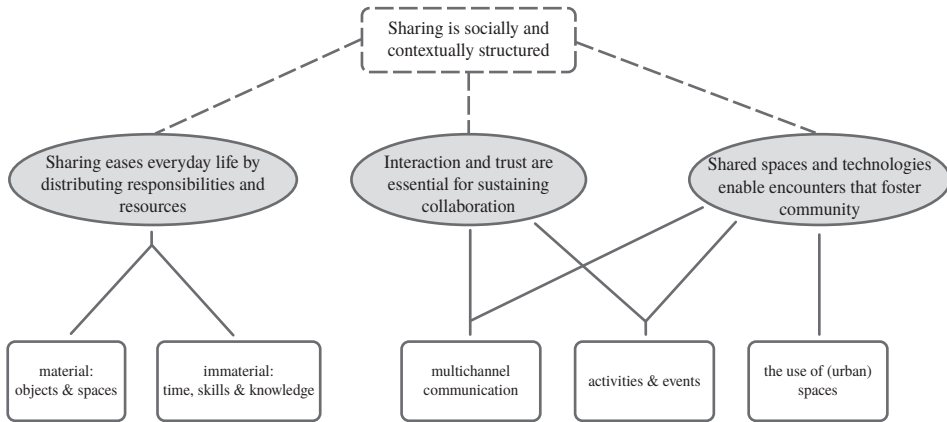 Sharing is socially and
contextually structured
Sharing eases everyday life by
distributing responsibilities and
resources
Interaction and trust are
essential for sustaining
collaboration
Shared spaces and technologies
enable encounters that foster
community
material:
objects & spaces
immaterial:
time, skills & knowledge
multichannel
communication
activities & events
the use of (urban)
spaces